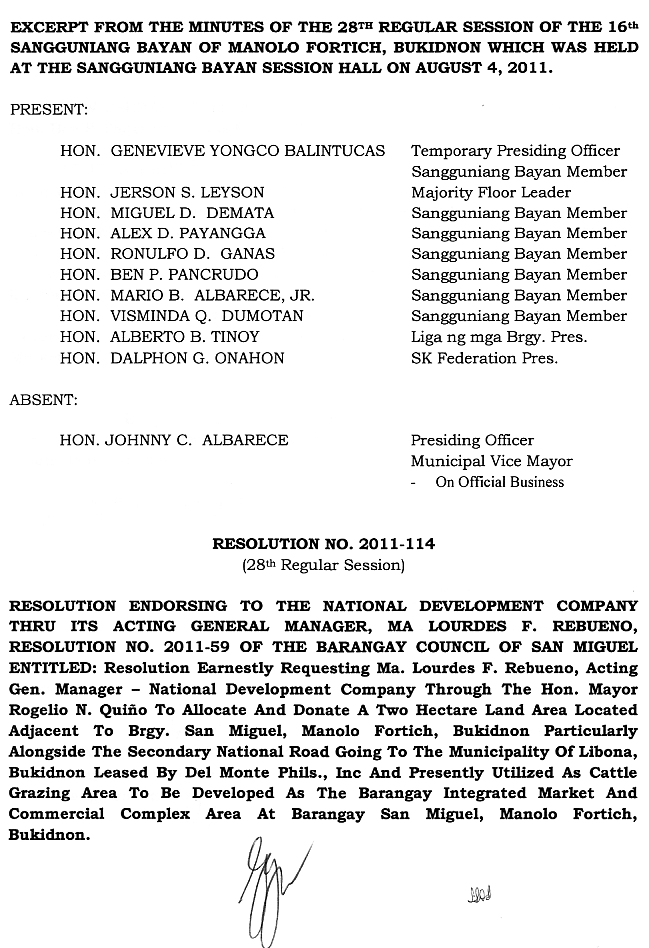 EXCERPT FROM THE MINUTES OF THE 28TH REGULAR SESSION OF THE 16th
SANGGUNIANG BAYAN OF MANOLO FORTICH, BUKIDNON WHICH WAS HELD
AT THE SANGGUNIANG BAYAN SESSION HALL ON AUGUST 4, 2011.
PRESENT:
HON. GENEVIEVE YONGCO BALINTUCAS Temporary Presiding Officer
Sangguniang Bayan Member
HON. JERSON S. LEYSON Majority Floor Leader
HON. MIGUEL D. DEMATA Sangguniang Bayan Member
HON. ALEX D. PAYANGGA Sangguniang Bayan Member
HON. RONULFO D. GANAS Sangguniang Bayan Member
HON. BEN P. PANCRUDO Sangguniang Bayan Member
HON. MARIO B. ALBARECE, JR. Sangguniang Bayan Member
HON. VISMINDA Q. DUMOTAN Sangguniang Bayan Member
HON. ALBERTO B. TINOY Liga ng mga Brgy. Pres.
HON. DALPHON G. ONAHON SK Federation Pres.
ABSENT:
HON. JOHNNY C. ALBARECE Presiding Officer
Municipal Vice Mayor
- On Official Business
RESOLUTION NO. 2011-114
(28th Regular Session)
RESOLUTION ENDORSING TO THE NATIONAL DEVELOPMENT COMPANY
THRU ITS ACTING GENERAL MANAGER, MA LOURDES F. REBUENO,
RESOLUTION NO. 2011-59 OF THE BARANGAY COUNCIL OF SAN MIGUEL
ENTITLED: Resolution Earnestly Requesting Ma. Lourdes F. Rebueno, Acting
Gen. Manager – National Development Company Through The Hon. Mayor
Rogelio N. Quiño To Allocate And Donate A Two Hectare Land Area Located
Adjacent To Brgy. San Miguel, Manolo Fortich, Bukidnon Particularly
Alongside The Secondary National Road Going To The Municipality Of Libona,
Bukidnon Leased By Del Monte Phils., Inc And Presently Utilized As Cattle
Grazing Area To Be Developed As The Barangay Integrated Market And
Commercial Complex Area At Barangay San Miguel, Manolo Fortich,
Bukidnon.